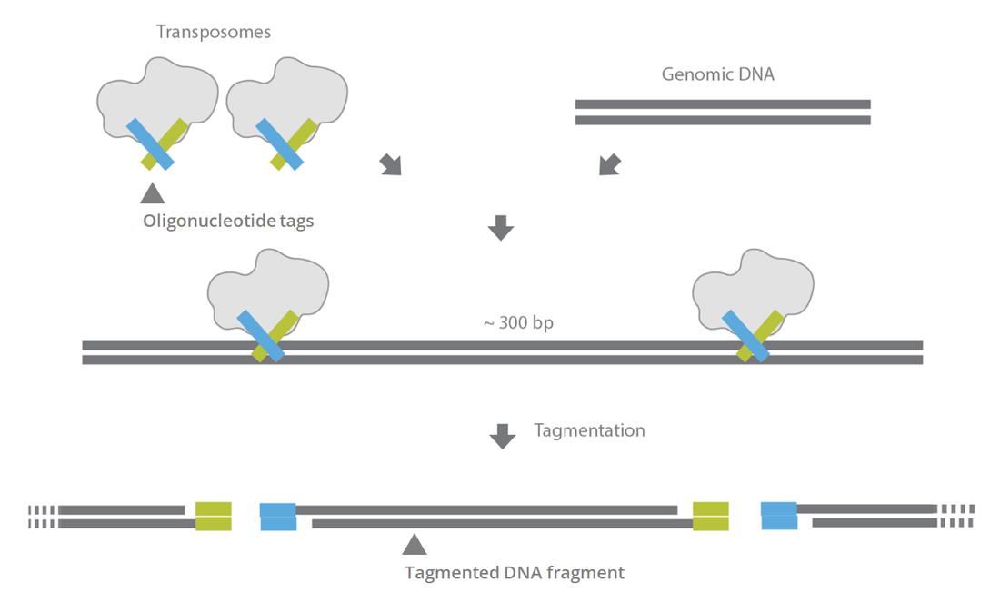 Transposomes
Genomic DNA
Oligonucleotide tags
~ 300 bp
Tagmentation
Tagmented DNA fragment